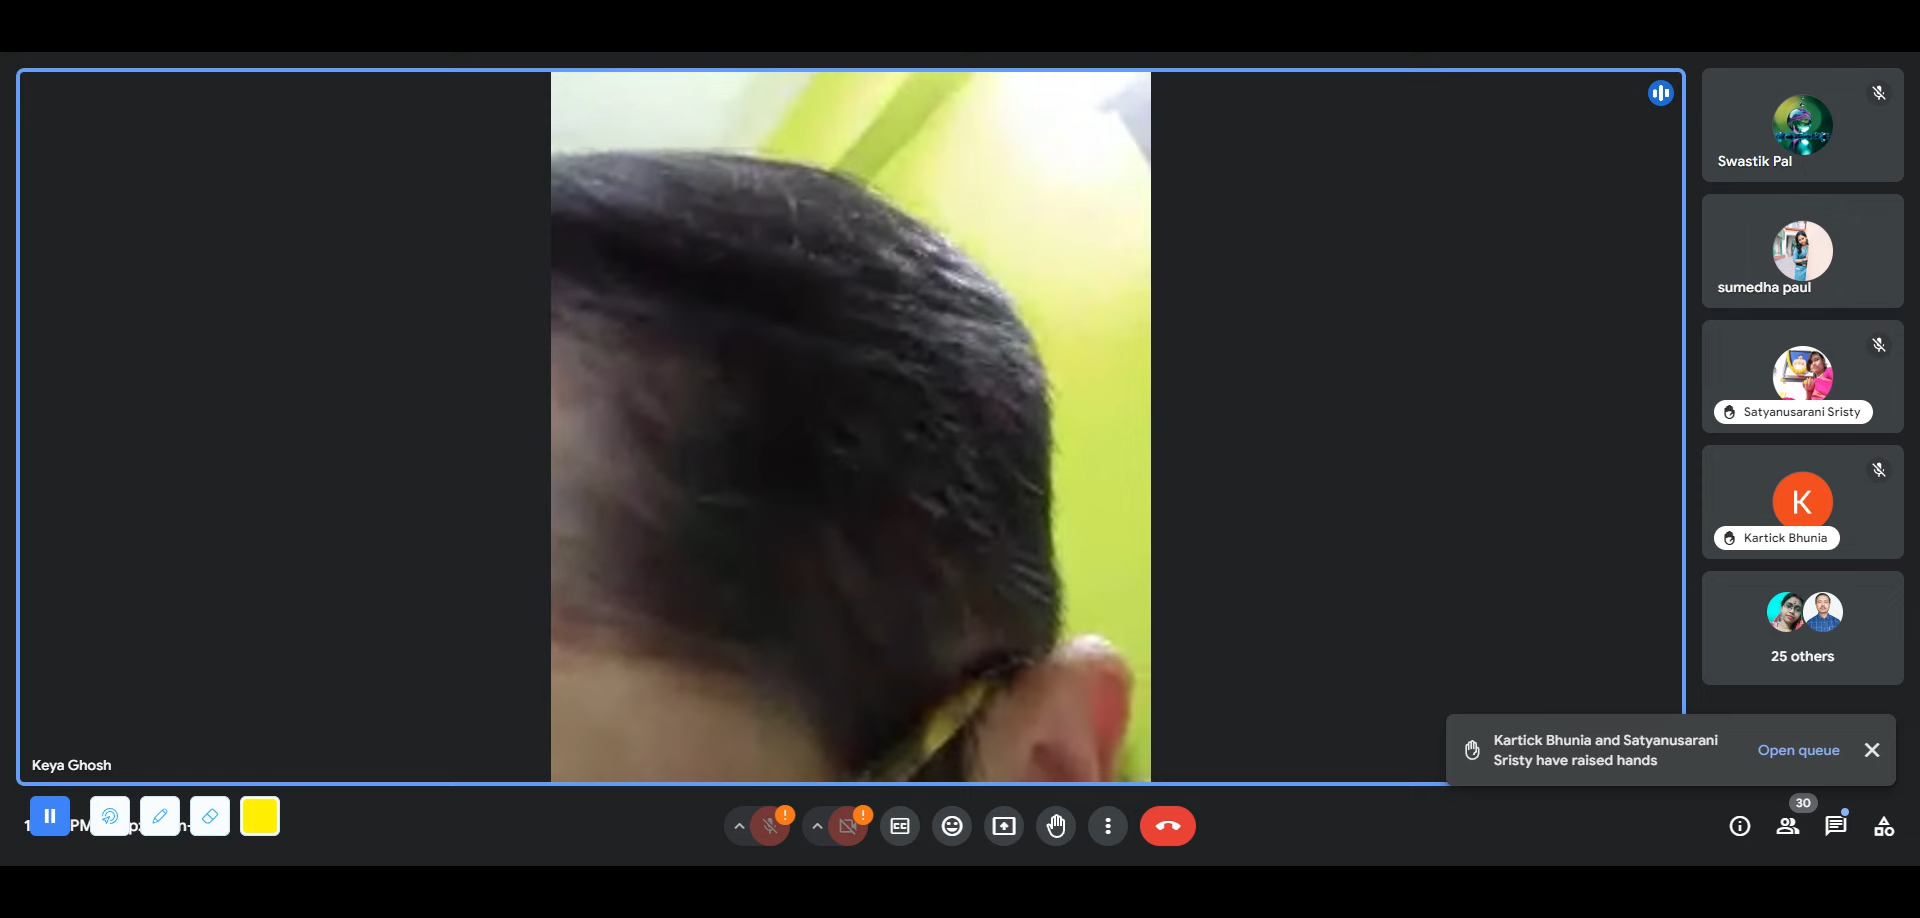 Swastik Pal
sumedha paul
Satyanusarani Sristy
K
Kartick Bhunia
25 others
Keya Ghosh
Kartick Bhunia and Satyanusarani
Sristy have raised hands
Open queue
30
PM